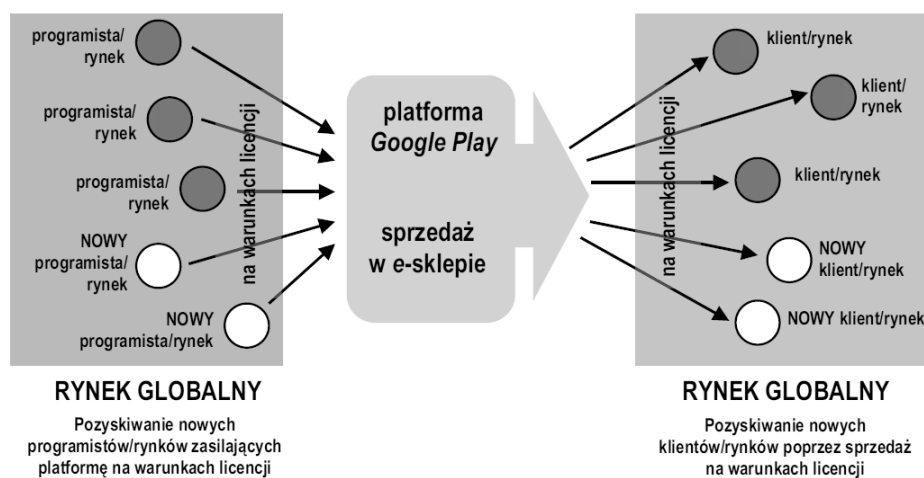 programista/
rynek
programista/
rynek
programista/
rynek
NOWY
programista/
rynek
NOWY
programista/rynek
na warunkach licencji
platforma
Google Play
sprzedaż
w e-sklepie
na warunkach licencji
klient/rynek
klient/
rynek
klient/rynek
NOWY
klient/rynek
NOWY klient/rynek
RYNEK GLOBALNY
Pozyskiwanie nowych
programistów/rynków zasilających
platformę na warunkach licencji
RYNEK GLOBALNY
Pozyskiwanie nowych
klientów/rynków poprzez sprzedaż
na warunkach licencji